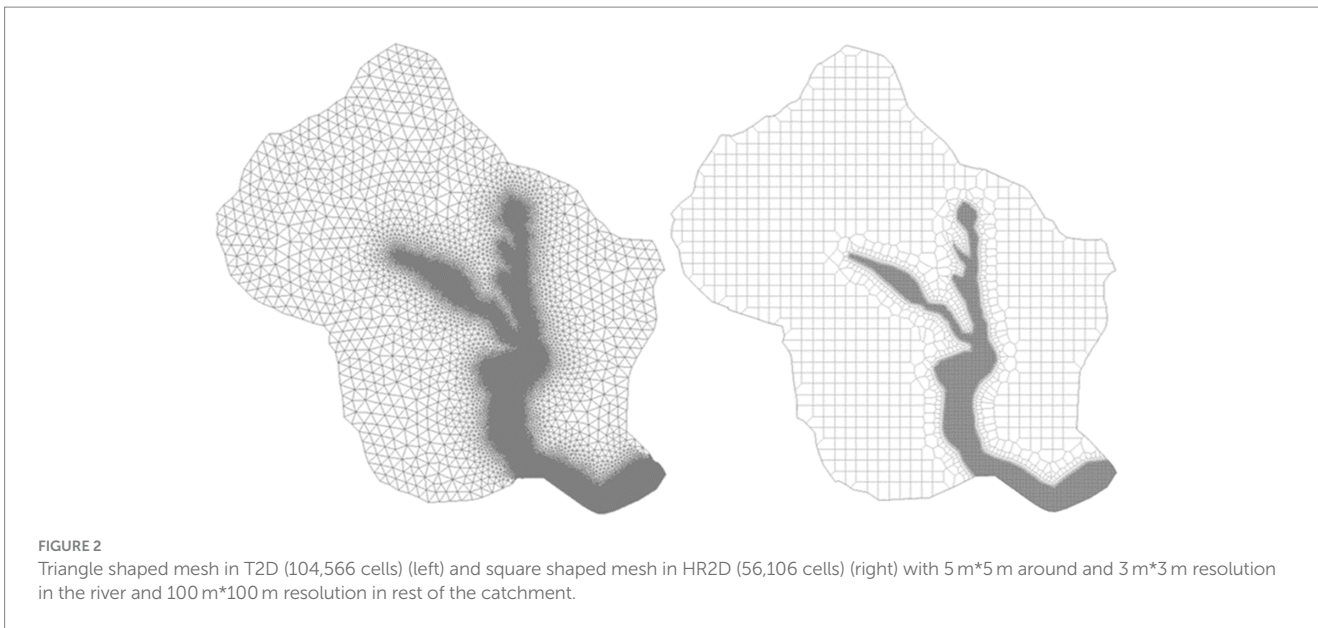 FIGURE 2
Triangle shaped mesh in T2D (104,566 cells) (left) and square shaped mesh in HR2D (56,106 cells) (right) with 5 m*5 m around and 3 m*3 m resolution
in the river and 100 m*100 m resolution in rest of the catchment.